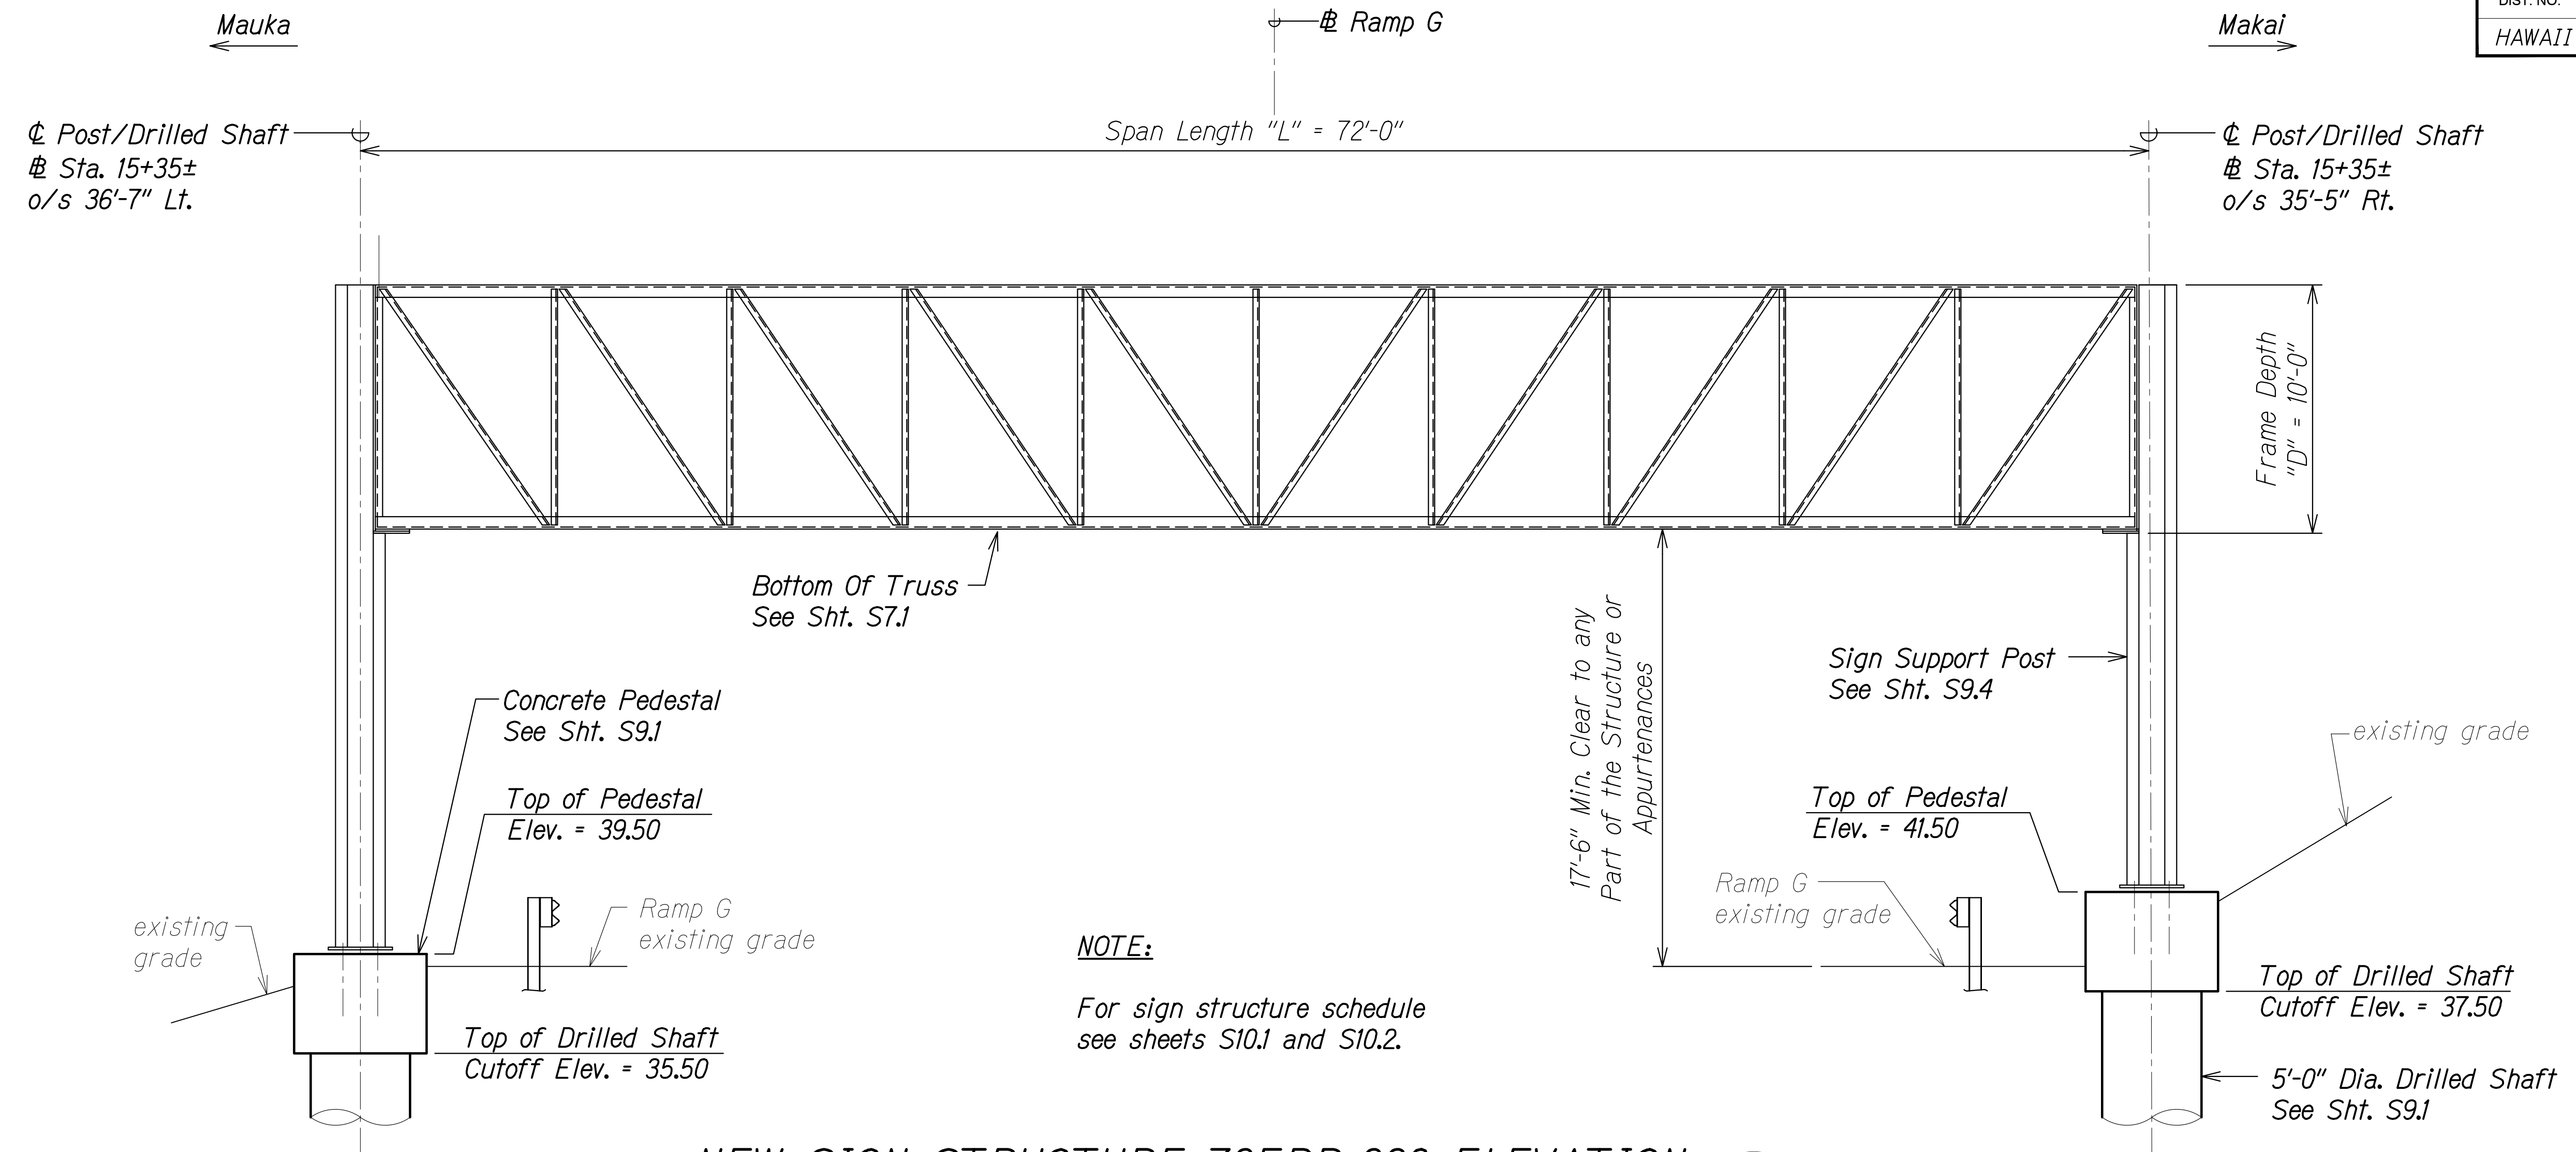 Mauka
℄ Ramp G
Makai
DIST. NO.
HAWAII
℄ Post/Drilled Shaft
Sta. 15+35±
o/s 36'-7" Lt.
Span Length "L" = 72'-0"
℄ Post/Drilled Shaft
Sta. 15+35±
o/s 35'-5" Rt.
Frame Depth
"D" = 10'-0"
Bottom Of Truss
See Sht. S7.1
17'-6" Min. Clear to any
Part of the Structure or
Appurtenances
Sign Support Post
See Sht. S9.4
Concrete Pedestal
See Sht. S9.1
existing grade
Top of Pedestal
Elev. = 39.50
Top of Pedestal
Elev. = 41.50
existing
grade
Ramp G
existing grade
Ramp G
existing grade
NOTE:
For sign structure schedule
see sheets S10.1 and S10.2.
Top of Drilled Shaft
Cutoff Elev. = 35.50
Top of Drilled Shaft
Cutoff Elev. = 37.50
5'-0" Dia. Drilled Shaft
See Sht. S9.1
NEW SIGN STRUCTURE ELEVATION